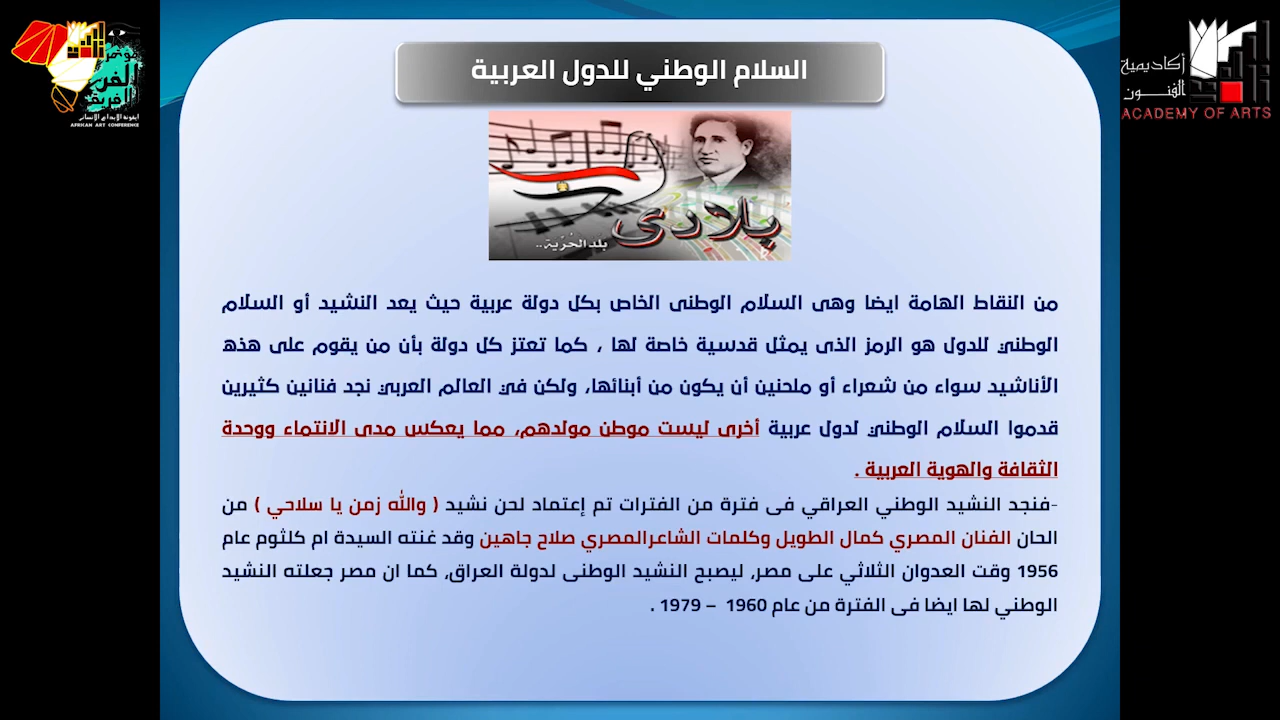 السلام الوطني للدول العربية
بلادى
بلد الحرية..
من النقاط الهامة ايضا وهى السلام الوطنى الخاص بكل دولة عربية حيث يعد النشيد أو السلام
الوطني للدول هو الرمز الذى يمثل قدسية خاصة لها ، كما تعتز كل دولة بأن من يقوم على هذه
الأناشيد سواء من شعراء أو ملحنين أن يكون من أبنائها، ولكن في العالم العربي نجد فنانين كثيرين
قدموا السلام الوطني لدول عربية أخرى ليست موطن مولدهم، مما يعكس مدى الانتماء ووحدة
الثقافة والهوية العربية .
-فنجد النشيد الوطني العراقي فى فترة من الفترات تم إعتماد لحن نشيد ( والله زمن يا سلاحي ) من
الحان الفنان المصري كمال الطويل وكلمات الشاعرالمصري صلاح جاهين وقد غنته السيدة ام كلثوم عام
1956 وقت العدوان الثلاثي على مصر، ليصبح النشيد الوطنى لدولة العراق، كما ان مصر جعلته النشيد
الوطني لها ايضا فى الفترة من عام 1960 – 1979 .
أكاديمية
الفنون
ACADEMY OF ARTS
AFRICAN ART CONFERENCE